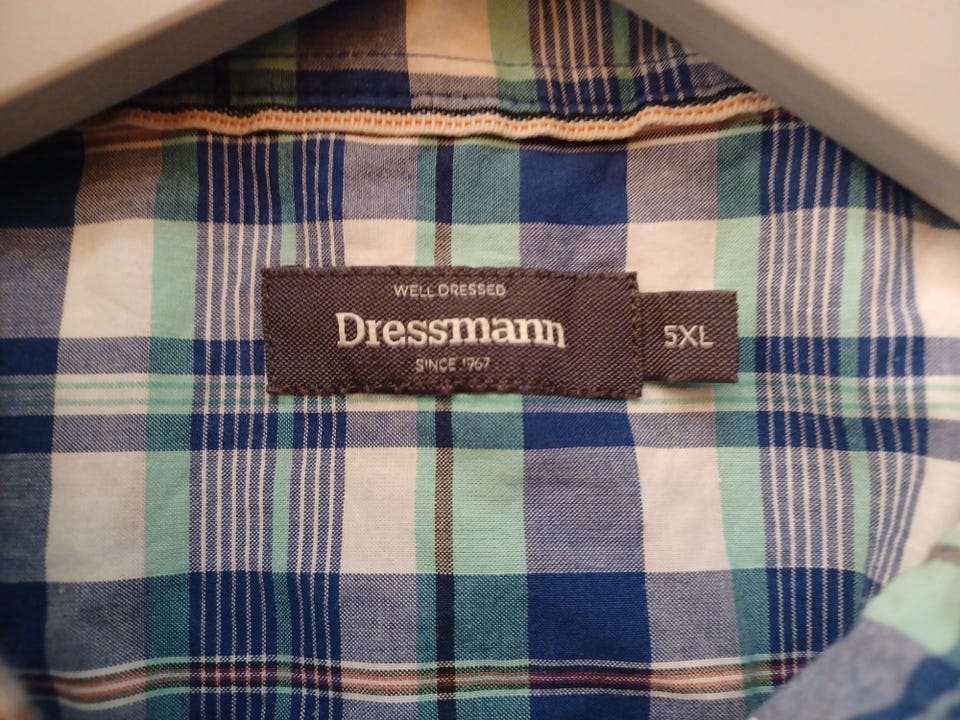 WELL DRESSED
Dressmann
SINCE 1767
5XL